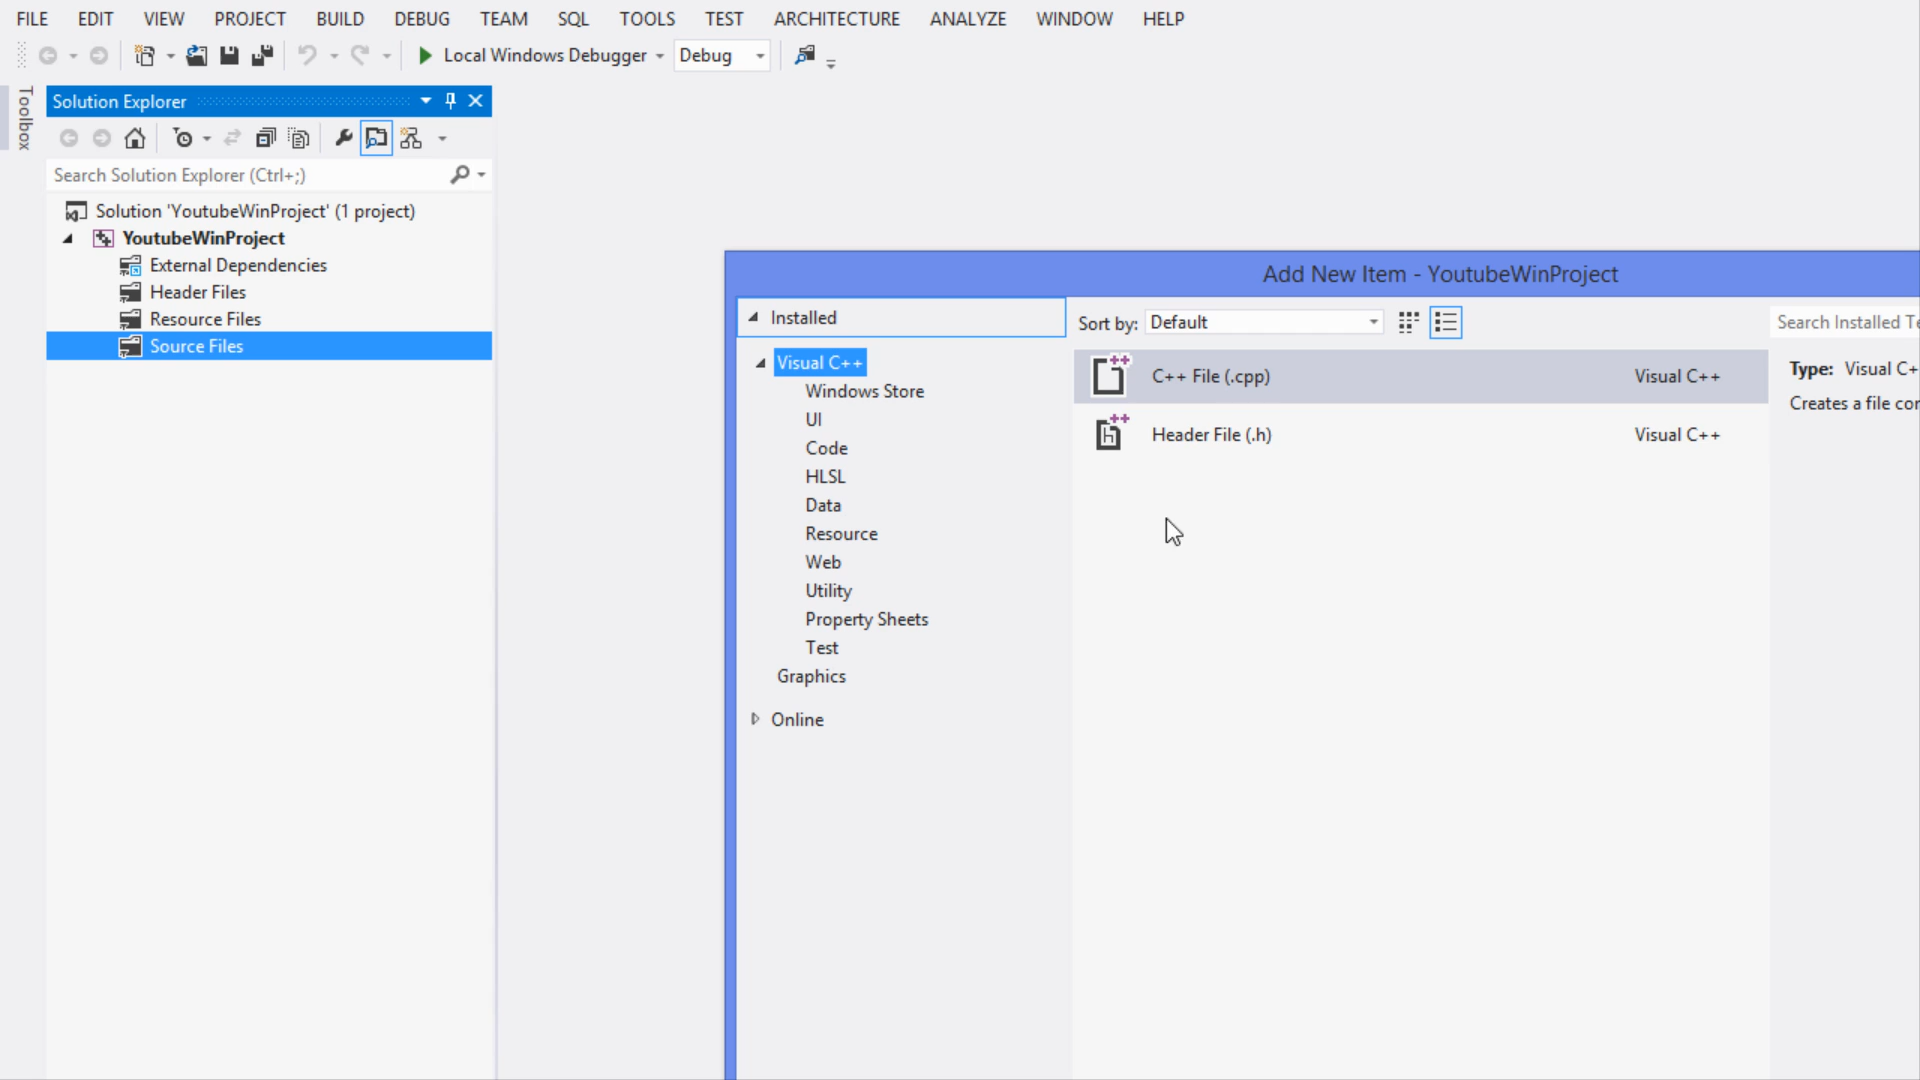 FILE EDIT VIEW PROJECT BUILD DEBUG TEAM SQL TOOLS TEST ARCHITECTURE ANALYZE WINDOW HELP
Local Windows Debugger Debug
Toolbox
Solution Explorer
Search Solution Explorer (Ctrl+;)
Solution 'YoutubeWinProject' (1 project)
YoutubeWinProject
External Dependencies
Header Files
Resource Files
Source Files
Add New Item - YoutubeWinProject
Installed
Sort by: Default
Search Installed Te
Visual C++
Windows Store
UI
Code
HLSL
Data
Resource
Web
Utility
Property Sheets
Test
Graphics
Online
C++ File (.cpp) Visual C++
Header File (.h) Visual C++
Type: Visual C+
Creates a file cor